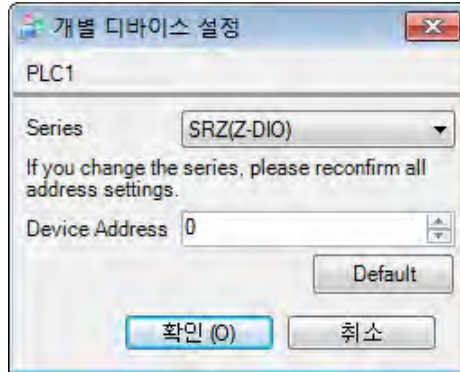 개별 디바이스 설정
PLC1
Series SRZ(Z-DIO)
If you change the series, please reconfirm all
address settings.
Device Address 0
Default
확인 (O) 취소